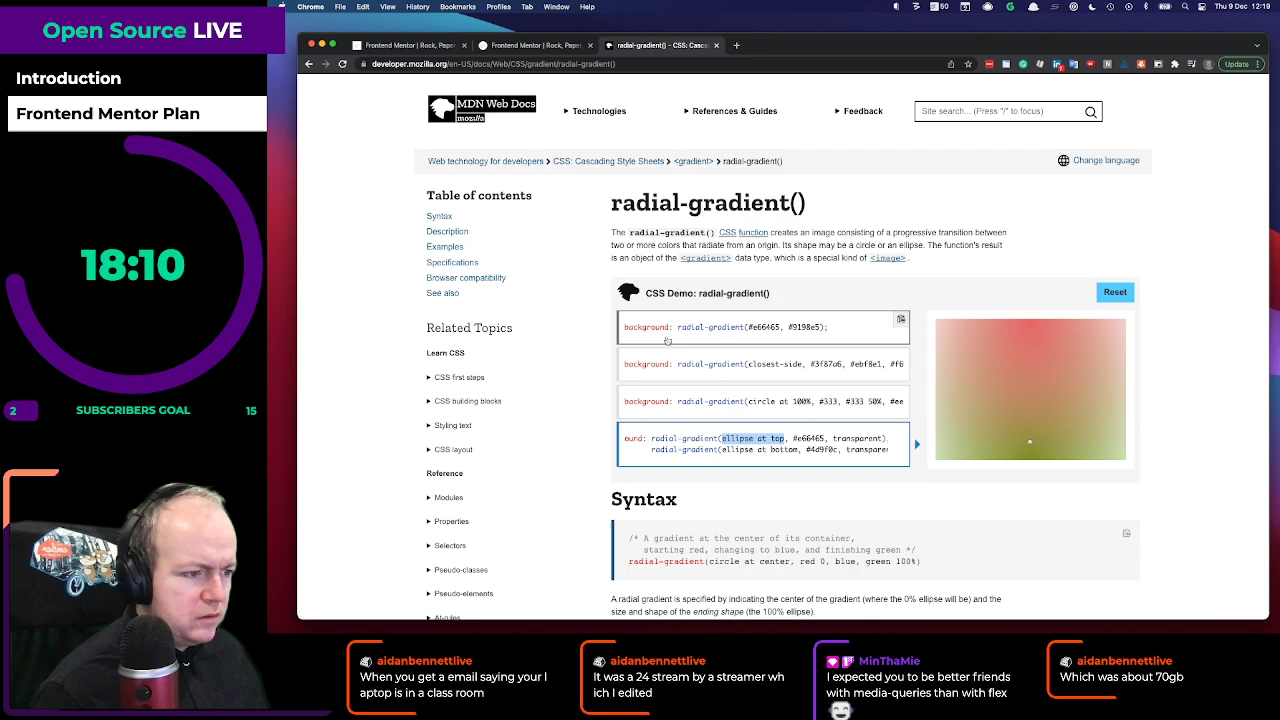 Open Source LIVE
Introduction
Frontend Mentor Plan
18:10
2 SUBSCRIBERS GOAL 15
Chrome File Edit View History Bookmarks Profiles Tab Window Help
50
Thu 9 Dec 12:19
Frontend Mentor | Rock, Paper
Frontend Mentor | Rock, Paper
radial-gradient() - CSS: Casca
developer.mozilla.org/en-US/docs/Web/CSS/gradient/radial-gradient()
Update
MDN Web Docs
mozilla
Technologies
References & Guides
Feedback
Site search... (Press "/" to focus)
Web technology for developers > CSS: Cascading Style Sheets > <gradient> > radial-gradient()
Change language
Table of contents
Syntax
Description
Examples
Specifications
Browser compatibility
See also
Related Topics
Learn CSS
CSS first steps
CSS building blocks
Styling text
CSS layout
Reference
Modules
Properties
Selectors
Pseudo-classes
Pseudo-elements
At-rules
radial-gradient()
The radial-gradient() CSS function creates an image consisting of a progressive transition between
two or more colors that radiate from an origin. Its shape may be a circle or an ellipse. The function's result
is an object of the <gradient> data type, which is a special kind of <image>.
CSS Demo: radial-gradient()
Reset
background: radial-gradient(#e66465, #9198e5);
background: radial-gradient(closest-side, #3f87a6, #ebf8e1, #f6
background: radial-gradient(circle at 100%, #333, #333 50%, #ee
ound: radial-gradient(ellipse at top, #e66465, transparent),
radial-gradient(ellipse at bottom, #4d9f0c, transparen
Syntax
/* A gradient at the center of its container,
starting red, changing to blue, and finishing green */
radial-gradient(circle at center, red 0, blue, green 100%)
A radial gradient is specified by indicating the center of the gradient (where the 0% ellipse will be) and the
size and shape of the ending shape (the 100% ellipse).
aidanbennettlive
When you get a email saying your l
aptop is in a class room
aidanbennettlive
It was a 24 stream by a streamer wh
ich I edited
MinThaMie
I expected you to be better friends
with media-queries than with flex
aidanbennettlive
Which was about 70gb